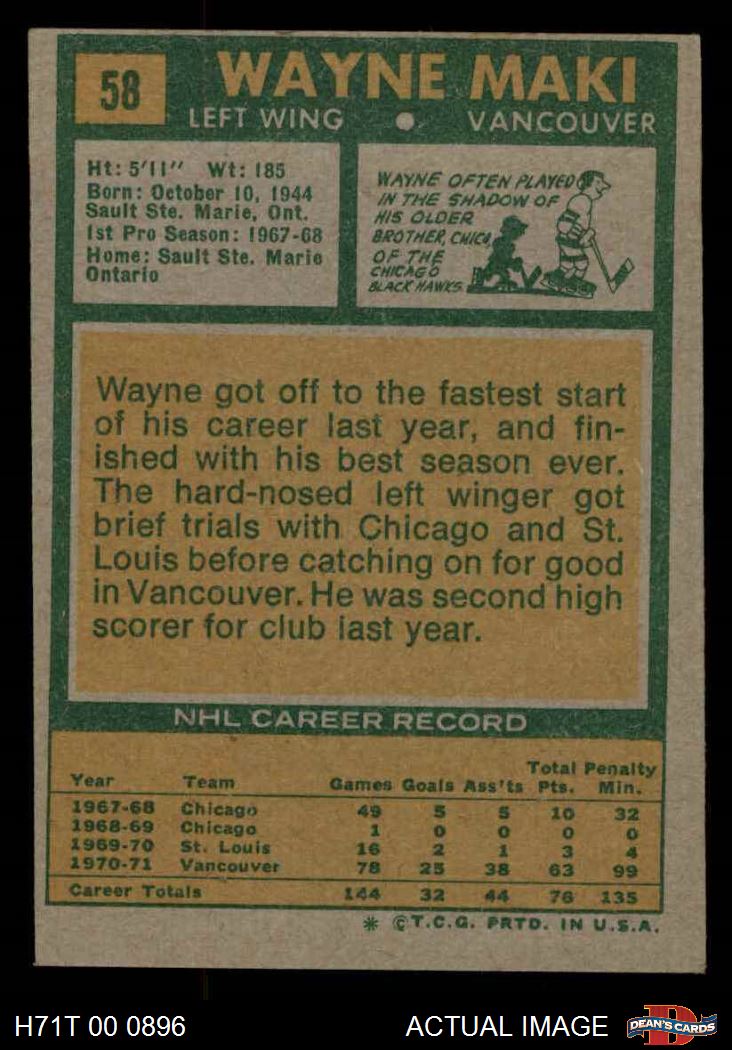 58
WAYNE MAKI
LEFT WING • VANCOUVER
Ht: 5'11" Wt: 185
Born: October 10, 1944
Sault Ste. Marie, Ont.
1st Pro Season: 1967-68
Home: Sault Ste. Marie
Ontario
WAYNE OFTEN PLAYED
IN THE SHADOW OF
HIS OLDER
BROTHER, CHICO,
OF THE
CHICAGO
BLACK HAWKS.
Wayne got off to the fastest start
of his career last year, and fin-
ished with his best season ever.
The hard-nosed left winger got
brief trials with Chicago and St.
Louis before catching on for good
in Vancouver. He was second high
scorer for club last year.
NHL CAREER RECORD
Total Penalty
Year Team Games Goals Ass'ts Pts. Min.
1967-68 Chicago 49 5 5 10 32
1968-69 Chicago 1 0 0 0 0
1969-70 St. Louis 16 2 1 3 4
1970-71 Vancouver 78 25 38 63 99
Career Totals 144 32 44 76 135
* © T.C.G. PRTD. IN U.S.A.
H71T 00 0896 ACTUAL IMAGE DEAN'S CARDS